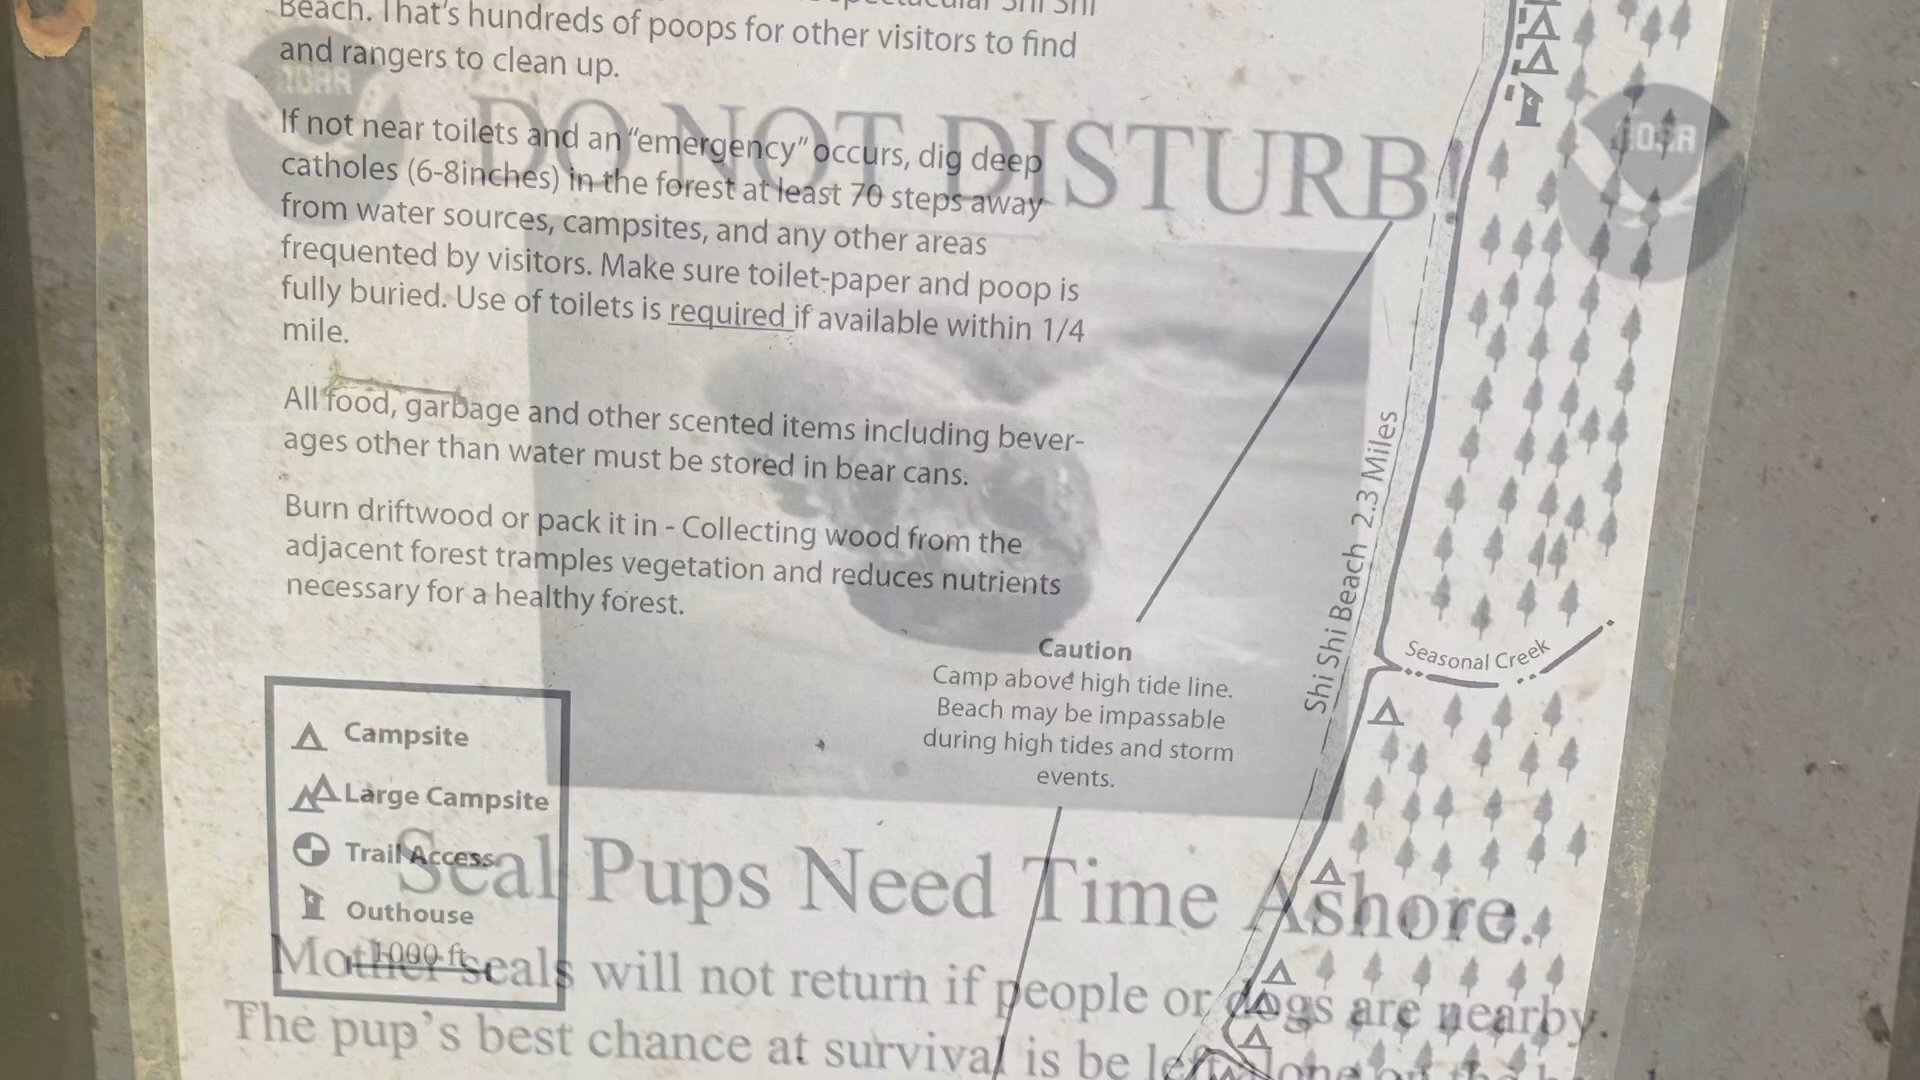 Shi Shi
Beach. That's hundreds of poops for other visitors to find
and rangers to clean up.
If not near toilets and an "emergency" occurs, dig deep
catholes (6-8inches) in the forest at least 70 steps away
from water sources, campsites, and any other areas
frequented by visitors. Make sure toilet-paper and poop is
fully buried. Use of toilets is required if available within 1/4
mile.
All food, garbage and other scented items including bever-
ages other than water must be stored in bear cans.
Burn driftwood or pack it in - Collecting wood from the
adjacent forest tramples vegetation and reduces nutrients
necessary for a healthy forest.
Caution
Camp above high tide line.
Beach may be impassable
during high tides and storm
events.
Shi Shi Beach 2.3 Miles
Seasonal Creek
Campsite
Large Campsite
Trail Access
Outhouse
1000 ft
DO NOT DISTURB!
Seal Pups Need Time Ashore.
Mother seals will not return if people or dogs are nearby.
The pup's best chance at survival is be left alone on the